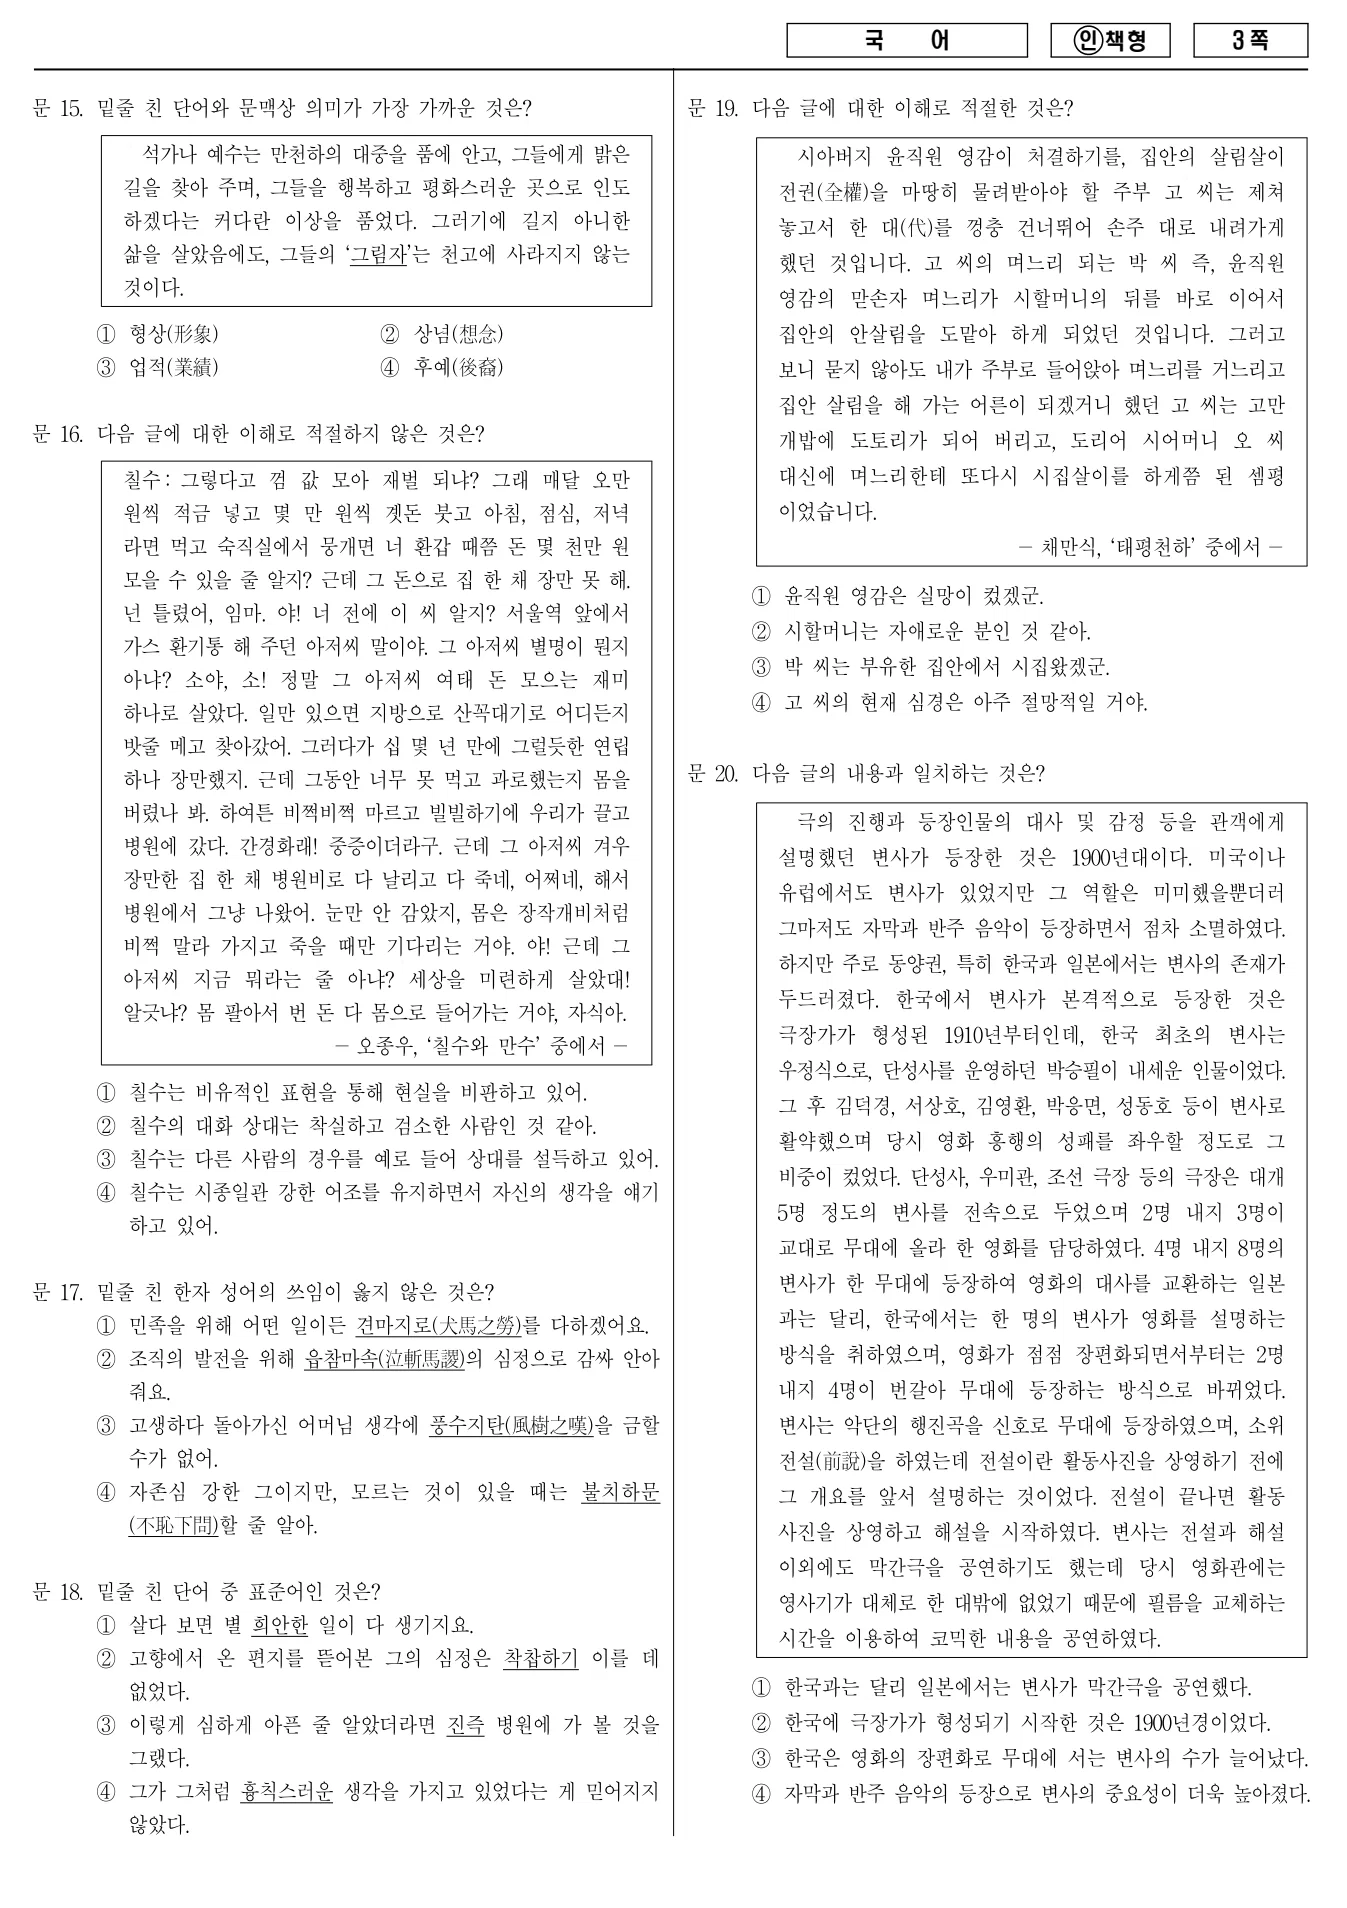 국 어
인책형
3쪽
문 15. 밑줄 친 단어와 문맥상 의미가 가장 가까운 것은?
석가나 예수는 만천하의 대중을 품에 안고, 그들에게 밝은
길을 찾아 주며, 그들을 행복하고 평화스러운 곳으로 인도
하겠다는 커다란 이상을 품었다. 그러기에 길지 아니한
삶을 살았음에도, 그들의 ‘그림자’는 천고에 사라지지 않는
것이다.
① 형상(形象) ② 상념(想念)
③ 업적(業績) ④ 후예(後裔)
문 16. 다음 글에 대한 이해로 적절하지 않은 것은?
칠수 : 그렇다고 껌 값 모아 재벌 되냐? 그래 매달 오만
원씩 적금 넣고 몇 만 원씩 곗돈 붓고 아침, 점심, 저녁
라면 먹고 숙직실에서 뭉개면 너 환갑 때쯤 돈 몇 천만 원
모을 수 있을 줄 알지? 근데 그 돈으로 집 한 채 장만 못 해.
넌 틀렸어, 임마. 야! 너 전에 이 씨 알지? 서울역 앞에서
가스 환기통 해 주던 아저씨 말이야. 그 아저씨 별명이 뭔지
아냐? 소야, 소! 정말 그 아저씨 여태 돈 모으는 재미
하나로 살았다. 일만 있으면 지방으로 산꼭대기로 어디든지
밧줄 메고 찾아갔어. 그러다가 십 몇 년 만에 그럴듯한 연립
하나 장만했지. 근데 그동안 너무 못 먹고 과로했는지 몸을
버렸나 봐. 하여튼 비쩍비쩍 마르고 빌빌하기에 우리가 끌고
병원에 갔다. 간경화래! 중증이더라구. 근데 그 아저씨 겨우
장만한 집 한 채 병원비로 다 날리고 다 죽네, 어쩌네, 해서
병원에서 그냥 나왔어. 눈만 안 감았지, 몸은 장작개비처럼
비쩍 말라 가지고 죽을 때만 기다리는 거야. 야! 근데 그
아저씨 지금 뭐라는 줄 아냐? 세상을 미련하게 살았대!
알긋냐? 몸 팔아서 번 돈 다 몸으로 들어가는 거야, 자식아.
－ 오종우, ‘칠수와 만수’ 중에서 －
① 칠수는 비유적인 표현을 통해 현실을 비판하고 있어.
② 칠수의 대화 상대는 착실하고 검소한 사람인 것 같아.
③ 칠수는 다른 사람의 경우를 예로 들어 상대를 설득하고 있어.
④ 칠수는 시종일관 강한 어조를 유지하면서 자신의 생각을 얘기
하고 있어.
문 17. 밑줄 친 한자 성어의 쓰임이 옳지 않은 것은?
① 민족을 위해 어떤 일이든 견마지로(犬馬之勞)를 다하겠어요.
② 조직의 발전을 위해 읍참마속(泣斬馬謖)의 심정으로 감싸 안아
줘요.
③ 고생하다 돌아가신 어머님 생각에 풍수지탄(風樹之嘆)을 금할
수가 없어.
④ 자존심 강한 그이지만, 모르는 것이 있을 때는 불치하문
(不恥下問)할 줄 알아.
문 18. 밑줄 친 단어 중 표준어인 것은?
① 살다 보면 별 희안한 일이 다 생기지요.
② 고향에서 온 편지를 뜯어본 그의 심정은 착찹하기 이를 데
없었다.
③ 이렇게 심하게 아픈 줄 알았더라면 진즉 병원에 가 볼 것을
그랬다.
④ 그가 그처럼 흉칙스러운 생각을 가지고 있었다는 게 믿어지지
않았다.
문 19. 다음 글에 대한 이해로 적절한 것은?
시아버지 윤직원 영감이 처결하기를, 집안의 살림살이
전권(全權)을 마땅히 물려받아야 할 주부 고 씨는 제쳐
놓고서 한 대(代)를 껑충 건너뛰어 손주 대로 내려가게
했던 것입니다. 고 씨의 며느리 되는 박 씨 즉, 윤직원
영감의 맏손자 며느리가 시할머니의 뒤를 바로 이어서
집안의 안살림을 도맡아 하게 되었던 것입니다. 그러고
보니 묻지 않아도 내가 주부로 들어앉아 며느리를 거느리고
집안 살림을 해 가는 어른이 되겠거니 했던 고 씨는 고만
개밥에 도토리가 되어 버리고, 도리어 시어머니 오 씨
대신에 며느리한테 또다시 시집살이를 하게쯤 된 셈평
이었습니다.
－ 채만식, ‘태평천하’ 중에서 －
① 윤직원 영감은 실망이 컸겠군.
② 시할머니는 자애로운 분인 것 같아.
③ 박 씨는 부유한 집안에서 시집왔겠군.
④ 고 씨의 현재 심경은 아주 절망적일 거야.
문 20. 다음 글의 내용과 일치하는 것은?
극의 진행과 등장인물의 대사 및 감정 등을 관객에게
설명했던 변사가 등장한 것은 1900년대이다. 미국이나
유럽에서도 변사가 있었지만 그 역할은 미미했을뿐더러
그마저도 자막과 반주 음악이 등장하면서 점차 소멸하였다.
하지만 주로 동양권, 특히 한국과 일본에서는 변사의 존재가
두드러졌다. 한국에서 변사가 본격적으로 등장한 것은
극장가가 형성된 1910년부터인데, 한국 최초의 변사는
우정식으로, 단성사를 운영하던 박승필이 내세운 인물이었다.
그 후 김덕경, 서상호, 김영환, 박응면, 성동호 등이 변사로
활약했으며 당시 영화 흥행의 성패를 좌우할 정도로 그
비중이 컸었다. 단성사, 우미관, 조선 극장 등의 극장은 대개
5명 정도의 변사를 전속으로 두었으며 2명 내지 3명이
교대로 무대에 올라 한 영화를 담당하였다. 4명 내지 8명의
변사가 한 무대에 등장하여 영화의 대사를 교환하는 일본
과는 달리, 한국에서는 한 명의 변사가 영화를 설명하는
방식을 취하였으며, 영화가 점점 장편화되면서부터는 2명
내지 4명이 번갈아 무대에 등장하는 방식으로 바뀌었다.
변사는 악단의 행진곡을 신호로 무대에 등장하였으며, 소위
전설(前說)을 하였는데 전설이란 활동사진을 상영하기 전에
그 개요를 앞서 설명하는 것이었다. 전설이 끝나면 활동
사진을 상영하고 해설을 시작하였다. 변사는 전설과 해설
이외에도 막간극을 공연하기도 했는데 당시 영화관에는
영사기가 대체로 한 대밖에 없었기 때문에 필름을 교체하는
시간을 이용하여 코믹한 내용을 공연하였다.
① 한국과는 달리 일본에서는 변사가 막간극을 공연했다.
② 한국에 극장가가 형성되기 시작한 것은 1900년경이었다.
③ 한국은 영화의 장편화로 무대에 서는 변사의 수가 늘어났다.
④ 자막과 반주 음악의 등장으로 변사의 중요성이 더욱 높아졌다.